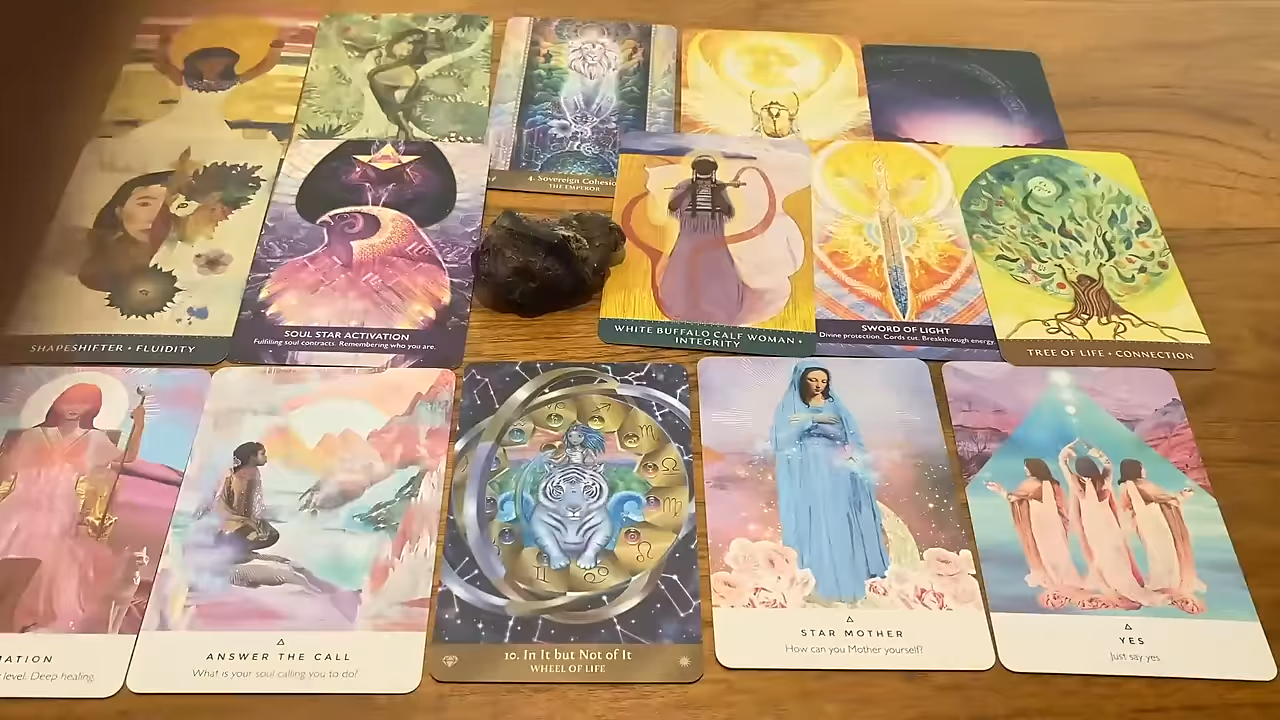 4. Sovereign
THE EMPEROR
SHAPESHIFTER • FLUIDITY
SOUL STAR ACTIVATION
Fulfilling soul contracts. Remembering who you are.
WHITE BUFFALO CALF WOMAN •
INTEGRITY
SWORD OF LIGHT
Divine protection. Cords cut. Breakthrough energy.
TREE OF LIFE • CONNECTION
level. Deep healing.
ANSWER THE CALL
What is your soul calling you to do?
10. In It but Not of It
WHEEL OF LIFE
STAR MOTHER
How can you Mother yourself?
YES
Just say yes.